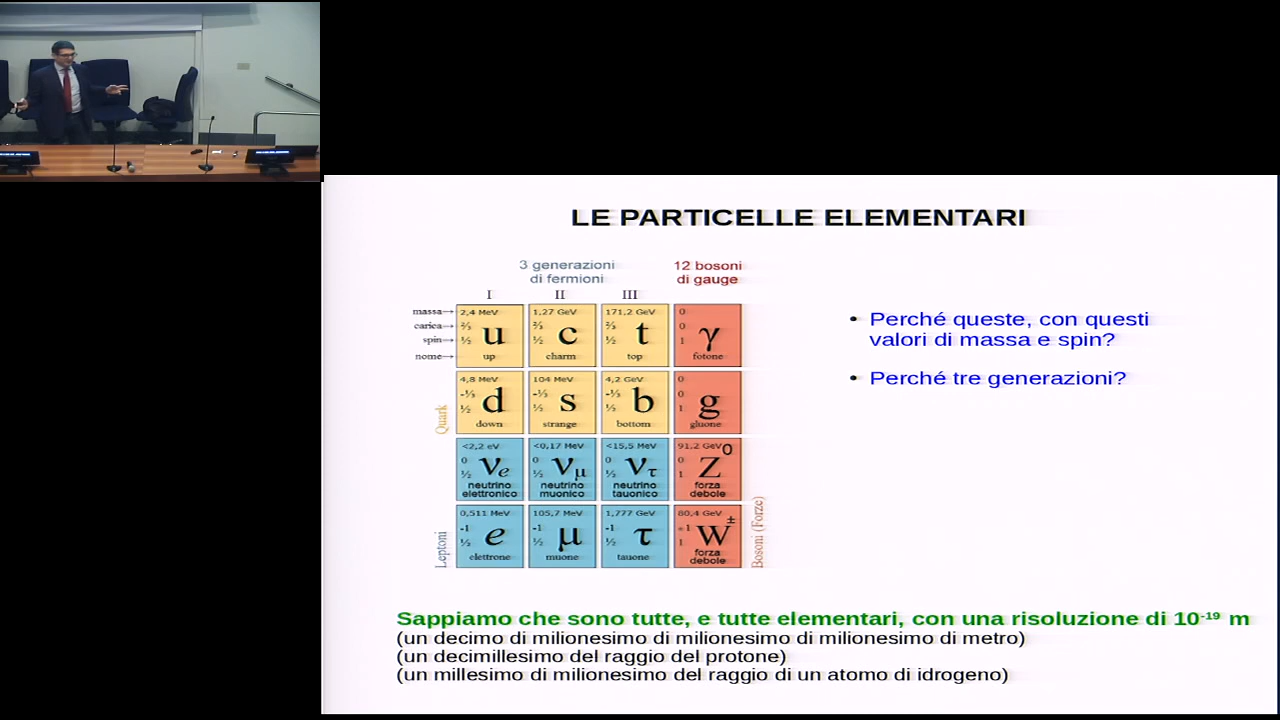 LE PARTICELLE ELEMENTARI
3 generazioni
di fermioni
12 bosoni
di gauge
I II III
massa→ 2,4 MeV 1,27 GeV 171,2 GeV 0
carica→ ⅔ ⅔ ⅔ 0
spin→ ½ u ½ c ½ t 1 γ
nome→ up charm top fotone
Quark
4,8 MeV 104 MeV 4,2 GeV 0
-⅓ -⅓ -⅓ 0
½ d ½ s ½ b 1 g
down strange bottom gluone
<2,2 eV <0,17 MeV <15,5 MeV 91,2 GeV
0 0 0 0
½ νe ½ νμ ½ ντ 1 Z0
neutrino neutrino neutrino forza
elettronico muonico tauonico debole
Leptoni
0,511 MeV 105,7 MeV 1,777 GeV 80,4 GeV
-1 -1 -1 ±1
½ e ½ μ ½ τ 1 W±
elettrone muone tauone forza
debole
Bosoni (Forze)
• Perché queste, con questi
valori di massa e spin?
• Perché tre generazioni?
Sappiamo che sono tutte, e tutte elementari, con una risoluzione di 10⁻¹⁹ m
(un decimo di milionesimo di milionesimo di milionesimo di metro)
(un decimillesimo del raggio del protone)
(un millesimo di milionesimo del raggio di un atomo di idrogeno)